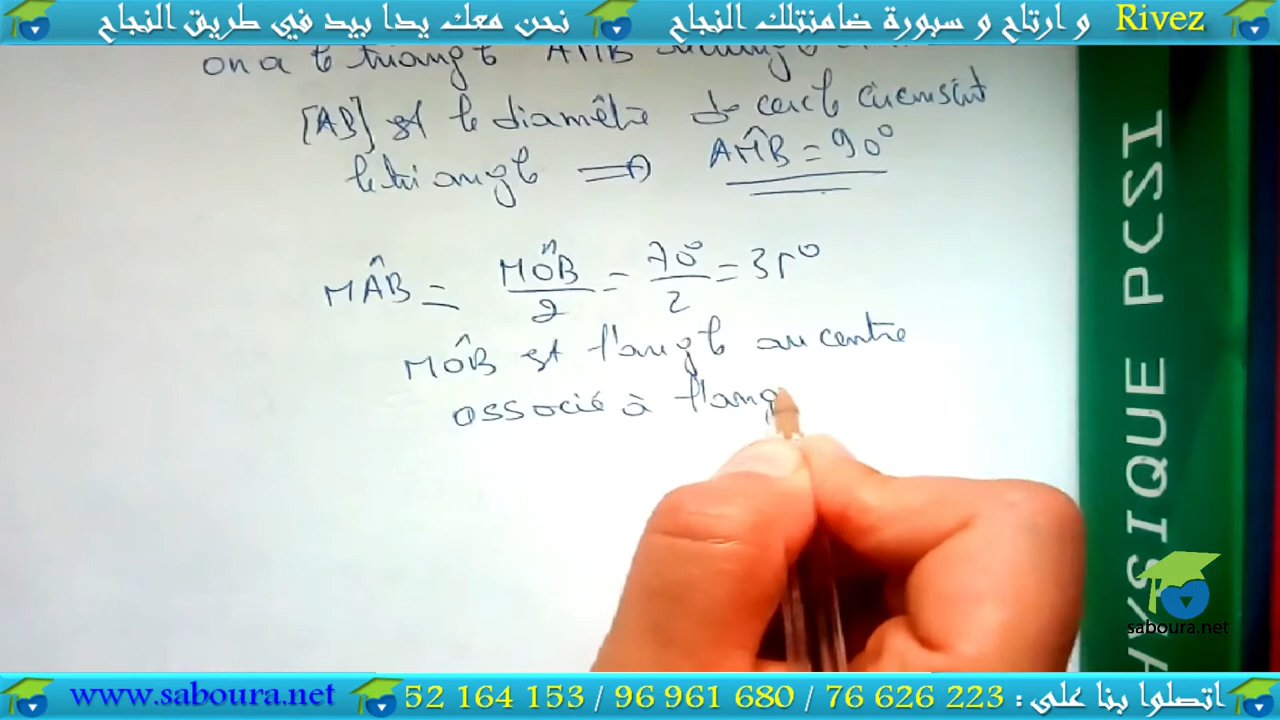 نحن معك يدا بيد في طريق النجاح و ارتاح و سبورة ضامنتلك النجاح Rivez
on a le triangle AMB
[AB] est le diamètre de cercle circonscrit
le triangle ⟹ AM̂B = 90°
MÂB = MÔB/2 = 70°/2 = 35°
MÔB est l'angle au centre
associé à l'ang
PHYSIQUE PCSI
saboura.net
www.saboura.net 52 164 153 / 96 961 680 / 76 626 223 : اتصلوا بنا على